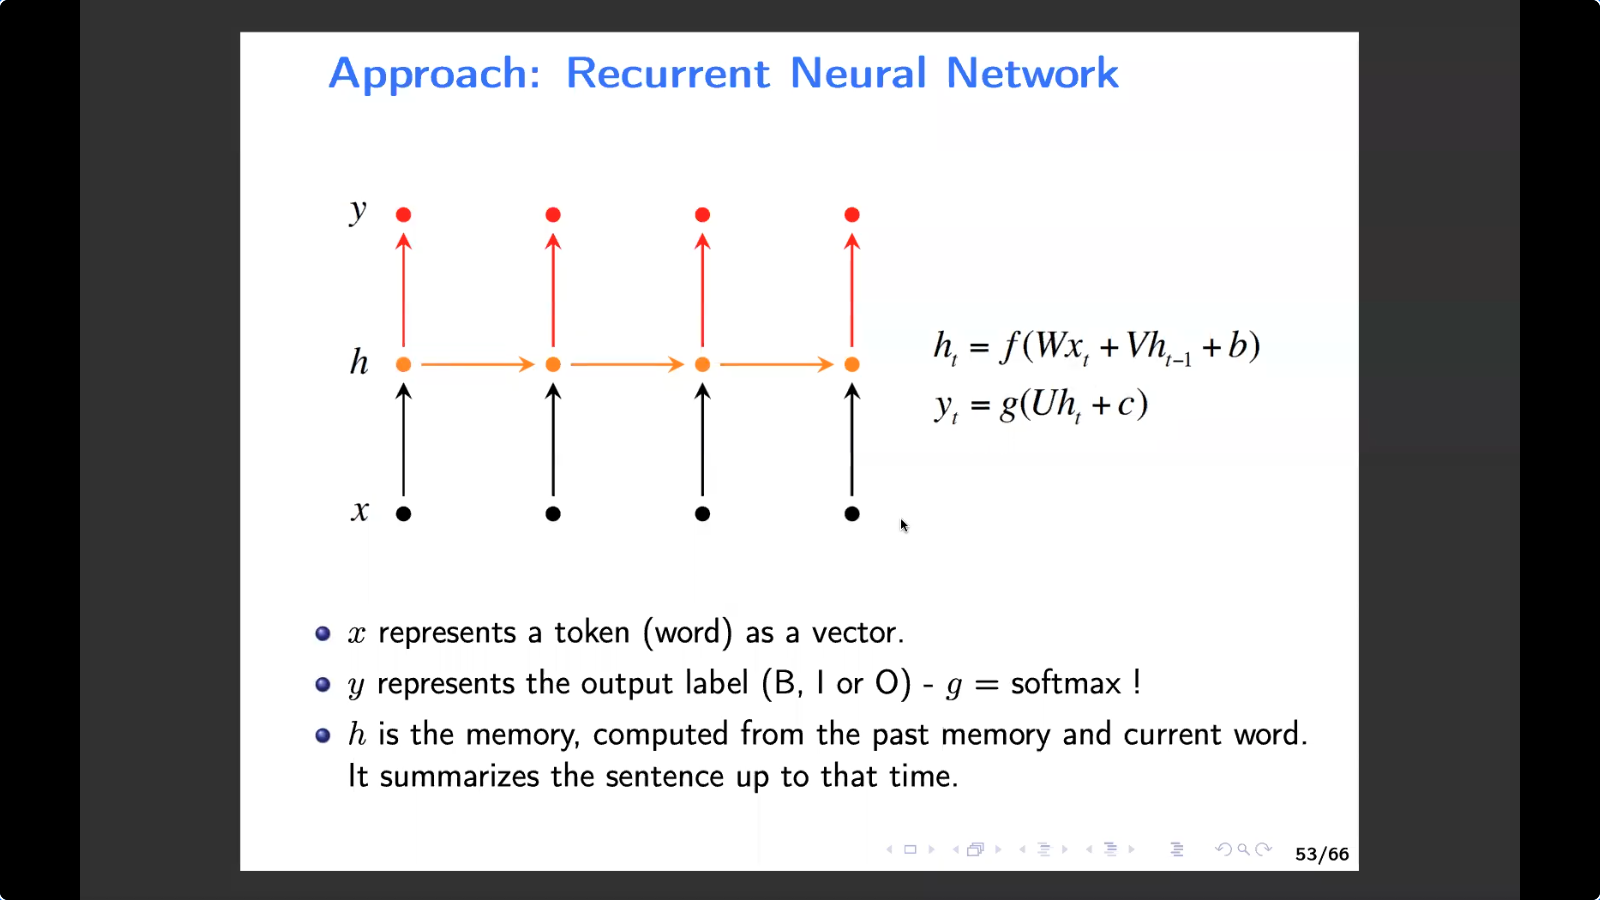 Approach: Recurrent Neural Network
y
h
x
h_t = f(Wx_t + Vh_{t−1} + b)
y_t = g(Uh_t + c)
x represents a token (word) as a vector.
y represents the output label (B, I or O) - g = softmax !
h is the memory, computed from the past memory and current word.
It summarizes the sentence up to that time.
53/66